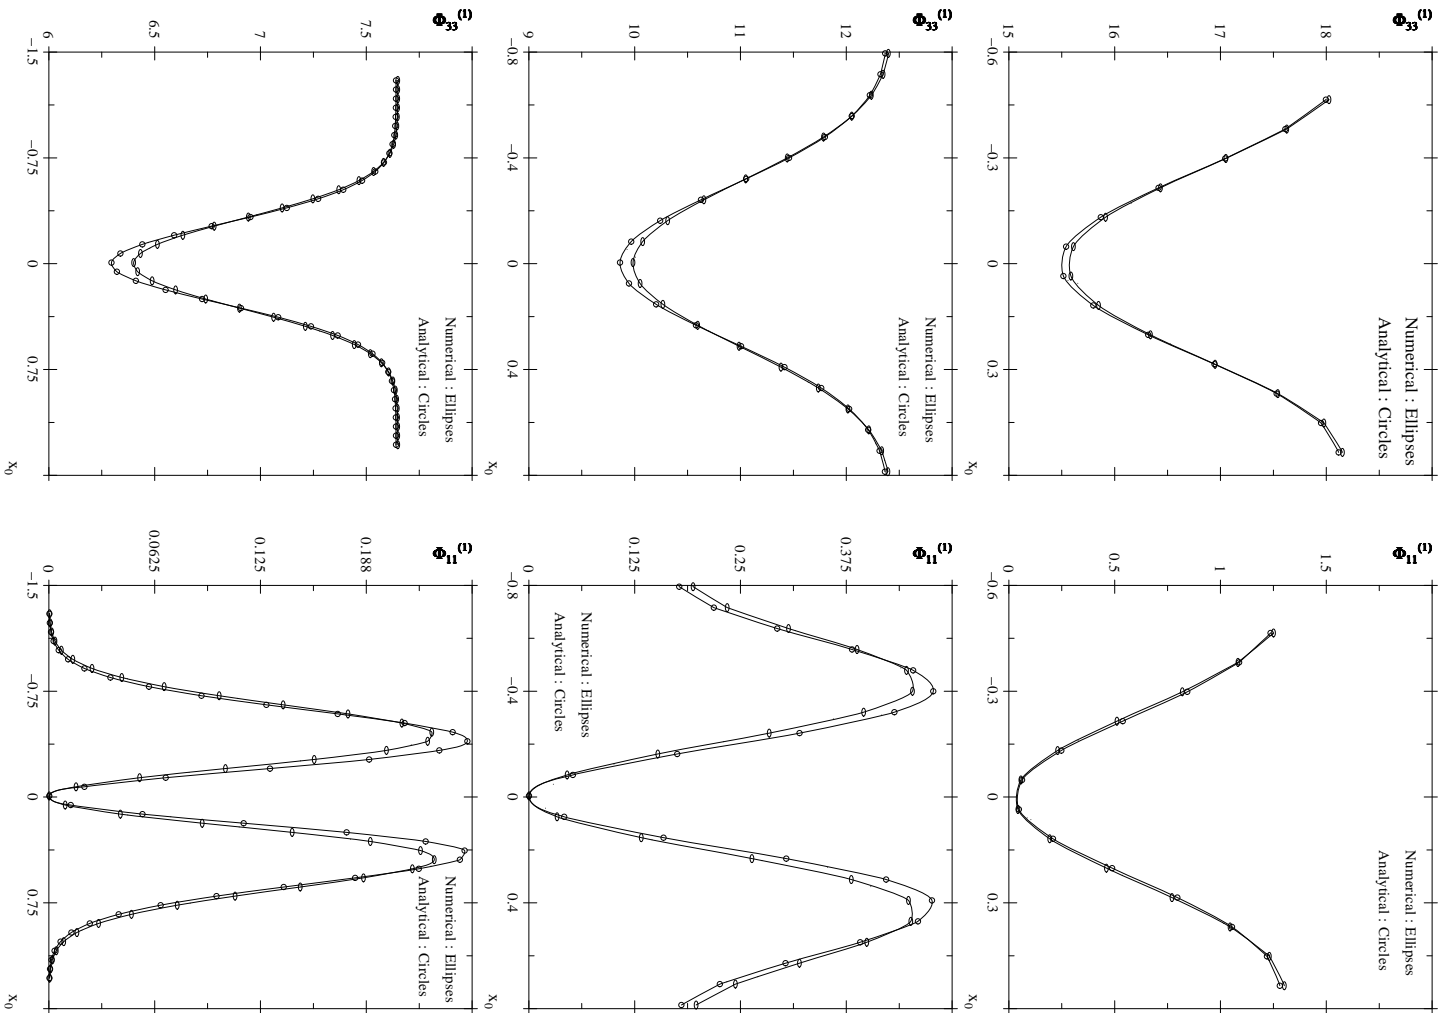 Φ₃₃⁽¹⁾
Numerical : Ellipses
Analytical : Circles
18
17
16
15
−0.6 −0.3 0 0.3
x₀
Φ₁₁⁽¹⁾
Numerical : Ellipses
Analytical : Circles
1.5
1
0.5
0
−0.6 −0.3 0 0.3
x₀
Φ₃₃⁽¹⁾
Numerical : Ellipses
Analytical : Circles
12
11
10
9
−0.8 −0.4 0 0.4
x₀
Φ₁₁⁽¹⁾
0.375
Numerical : Ellipses
Analytical : Circles
0.25
0.125
0
−0.8 −0.4 0 0.4
x₀
Φ₃₃⁽¹⁾
Numerical : Ellipses
Analytical : Circles
7.5
7
6.5
6
−1.5 −0.75 0 0.75
x₀
Φ₁₁⁽¹⁾
Numerical : Ellipses
Analytical : Circles
0.188
0.125
0.0625
0
−1.5 −0.75 0 0.75
x₀